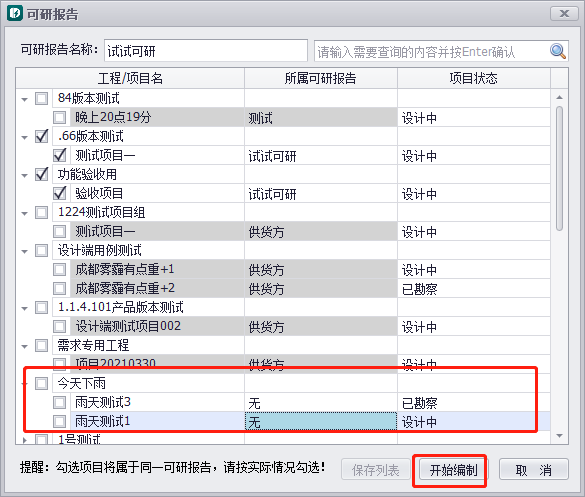 可研报告
可研报告名称： 试试可研 请输入需要查询的内容并按Enter确认
工程/项目名 所属可研报告 项目状态
84版本测试
晚上20点19分 测试 设计中
.66版本测试
测试项目一 试试可研 设计中
功能验收用
验收项目 试试可研 设计中
1224测试项目组
测试项目一 供货方 设计中
设计端用例测试
成都雾霾有点重+1 供货方 设计中
成都雾霾有点重+2 供货方 已勘察
1.1.4.101产品版本测试
设计端测试项目002 供货方 设计中
需求专用工程
项目20210330 供货方 设计中
今天下雨
雨天测试3 无 已勘察
雨天测试1 无 设计中
1号测试
提醒：勾选项目将属于同一可研报告，请按实际情况勾选！ 保存列表 开始编制 取 消